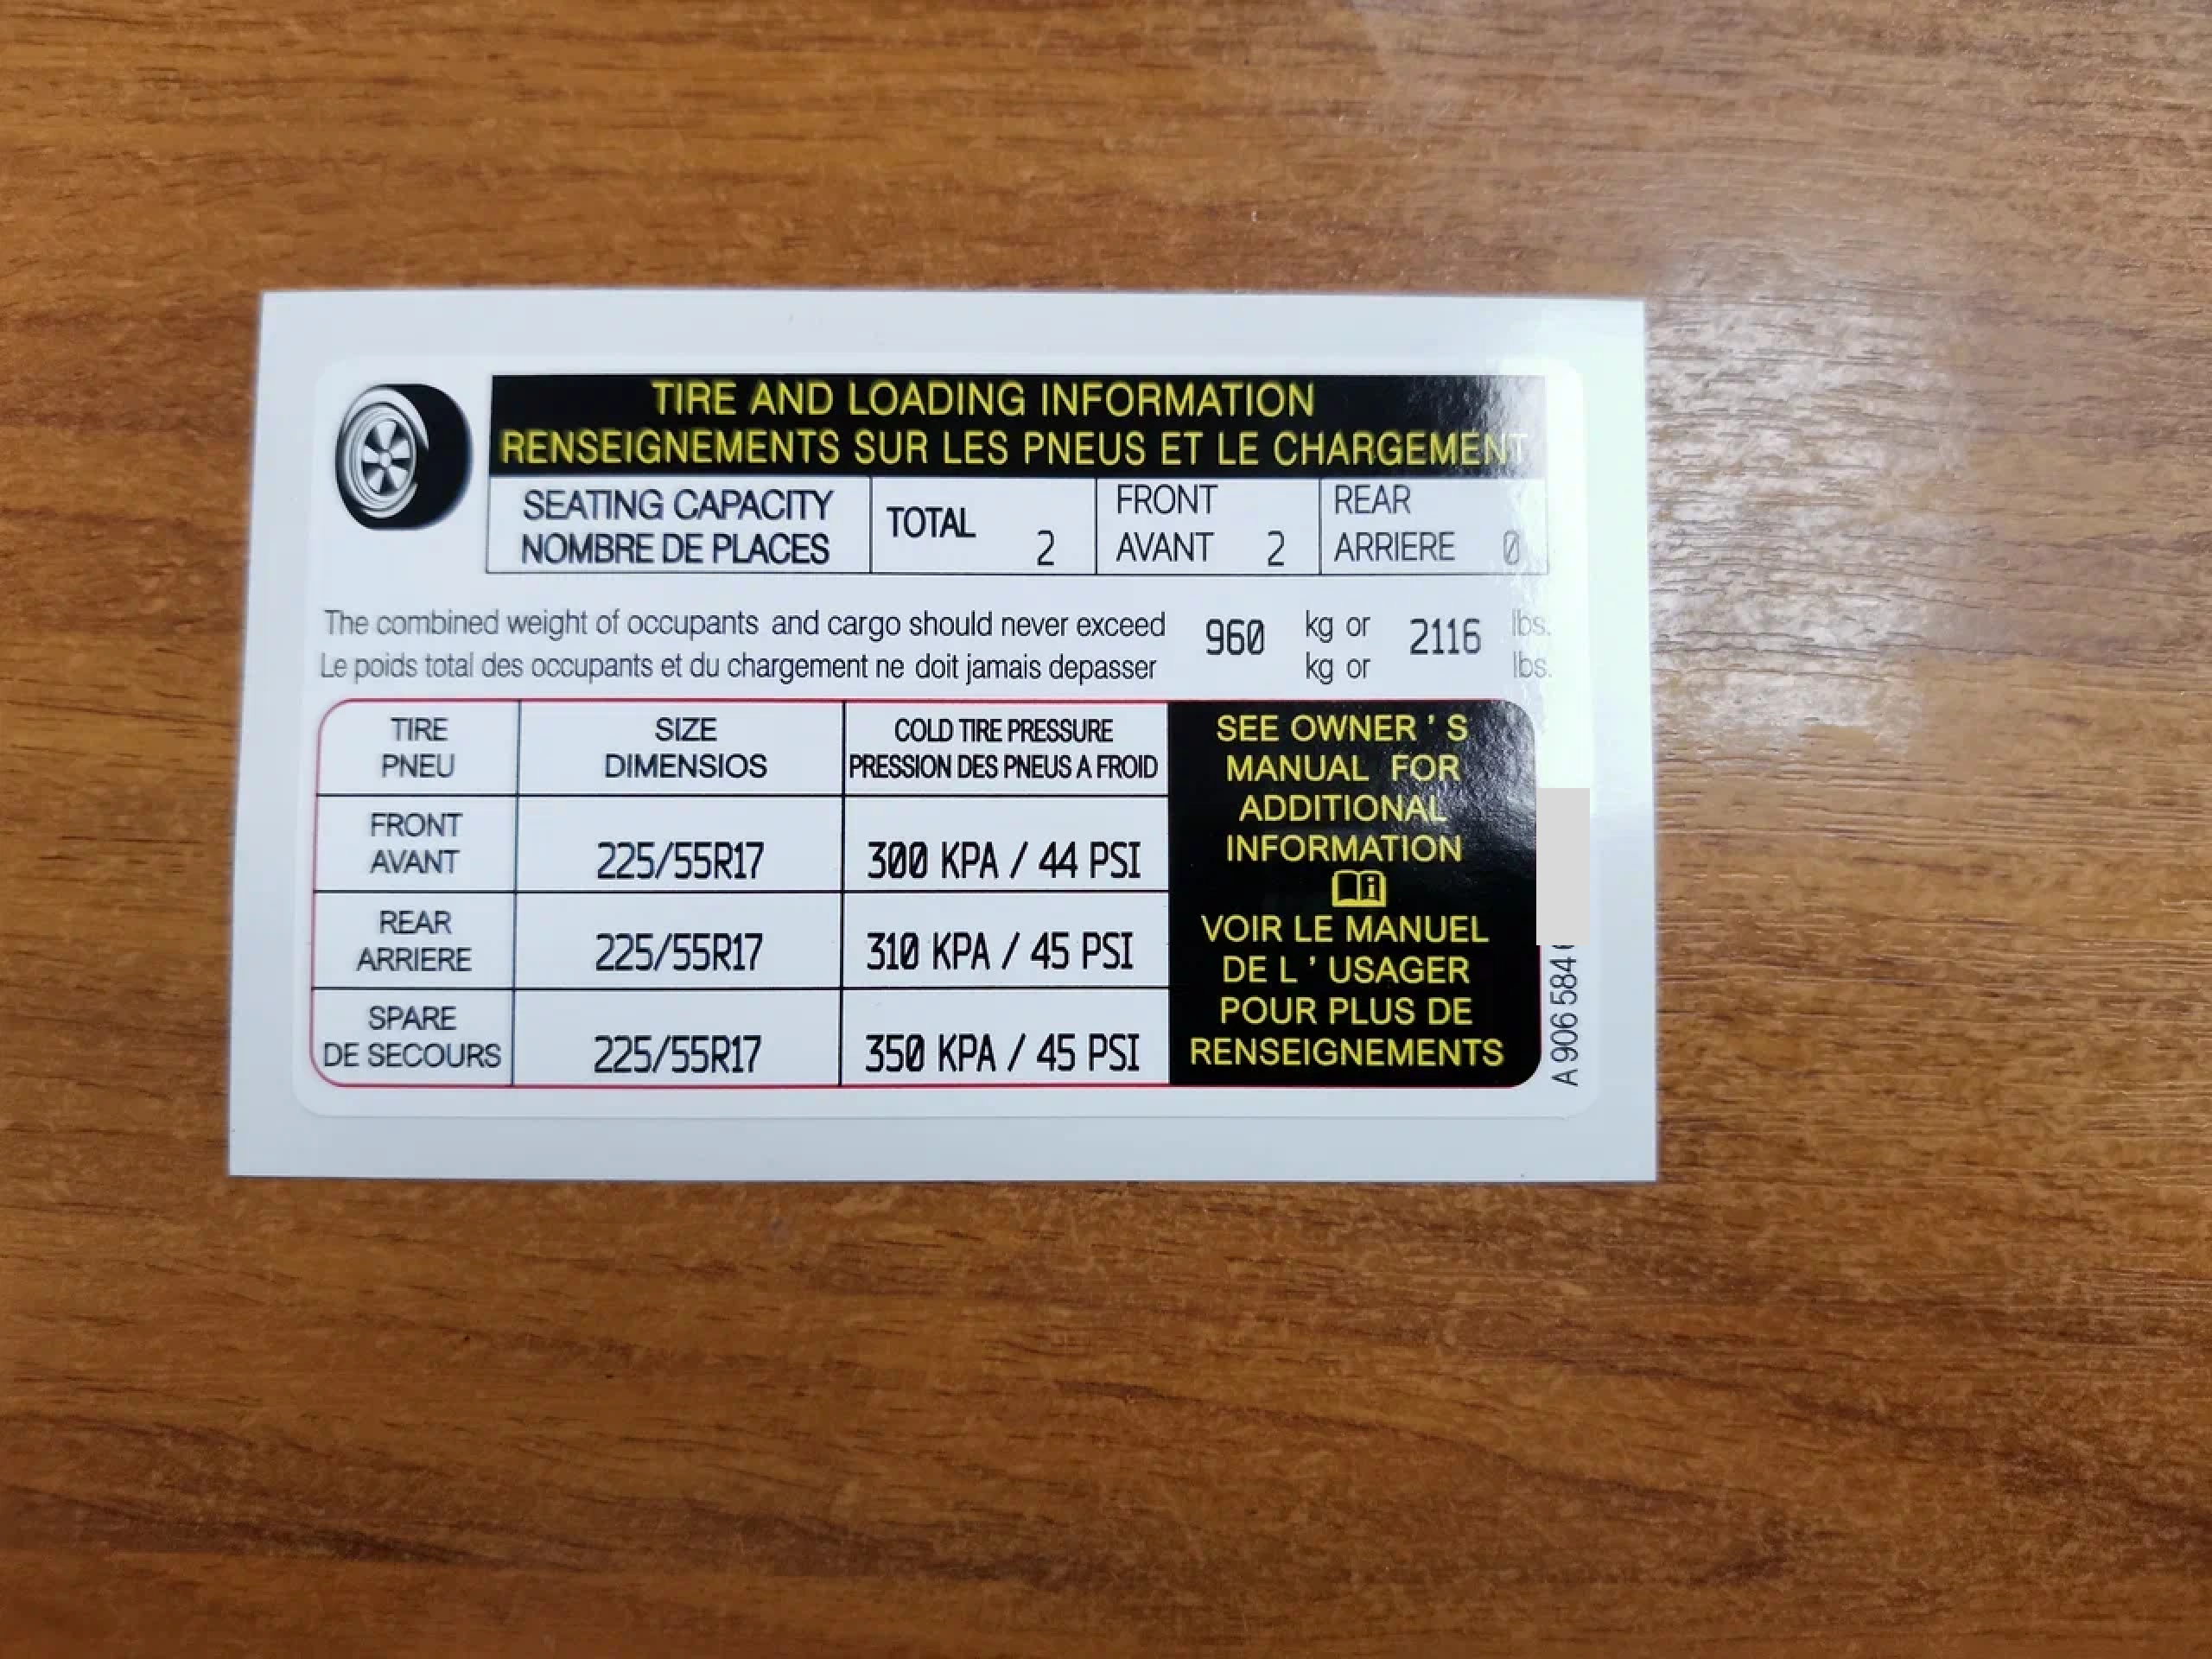 TIRE AND LOADING INFORMATION
RENSEIGNEMENTS SUR LES PNEUS ET LE CHARGEMENT
SEATING CAPACITY
NOMBRE DE PLACES
TOTAL 2
FRONT
AVANT 2
REAR
ARRIERE 0
The combined weight of occupants and cargo should never exceed 960 kg or 2116 lbs.
Le poids total des occupants et du chargement ne doit jamais depasser kg or lbs.
TIRE
PNEU
SIZE
DIMENSIOS
COLD TIRE PRESSURE
PRESSION DES PNEUS A FROID
FRONT
AVANT
225/55R17
300 KPA / 44 PSI
REAR
ARRIERE
225/55R17
310 KPA / 45 PSI
SPARE
DE SECOURS
225/55R17
350 KPA / 45 PSI
SEE OWNER ' S
MANUAL FOR
ADDITIONAL
INFORMATION
VOIR LE MANUEL
DE L ' USAGER
POUR PLUS DE
RENSEIGNEMENTS
A 906 584